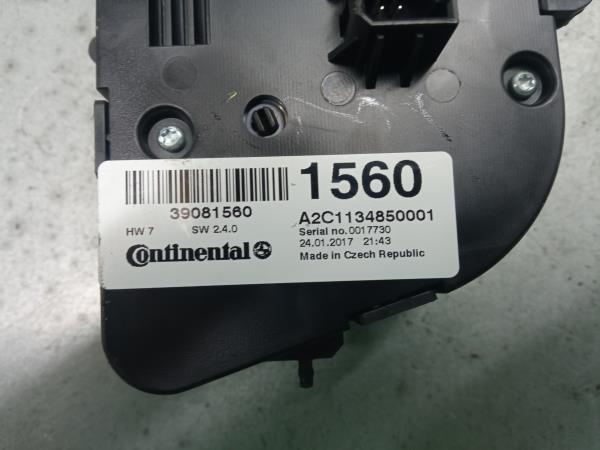 1560
39081560
A2C1134850001
HW 7 SW 2.4.0
Serial no.0017730
24.01.2017 21:43
Continental
Made in Czech Republic